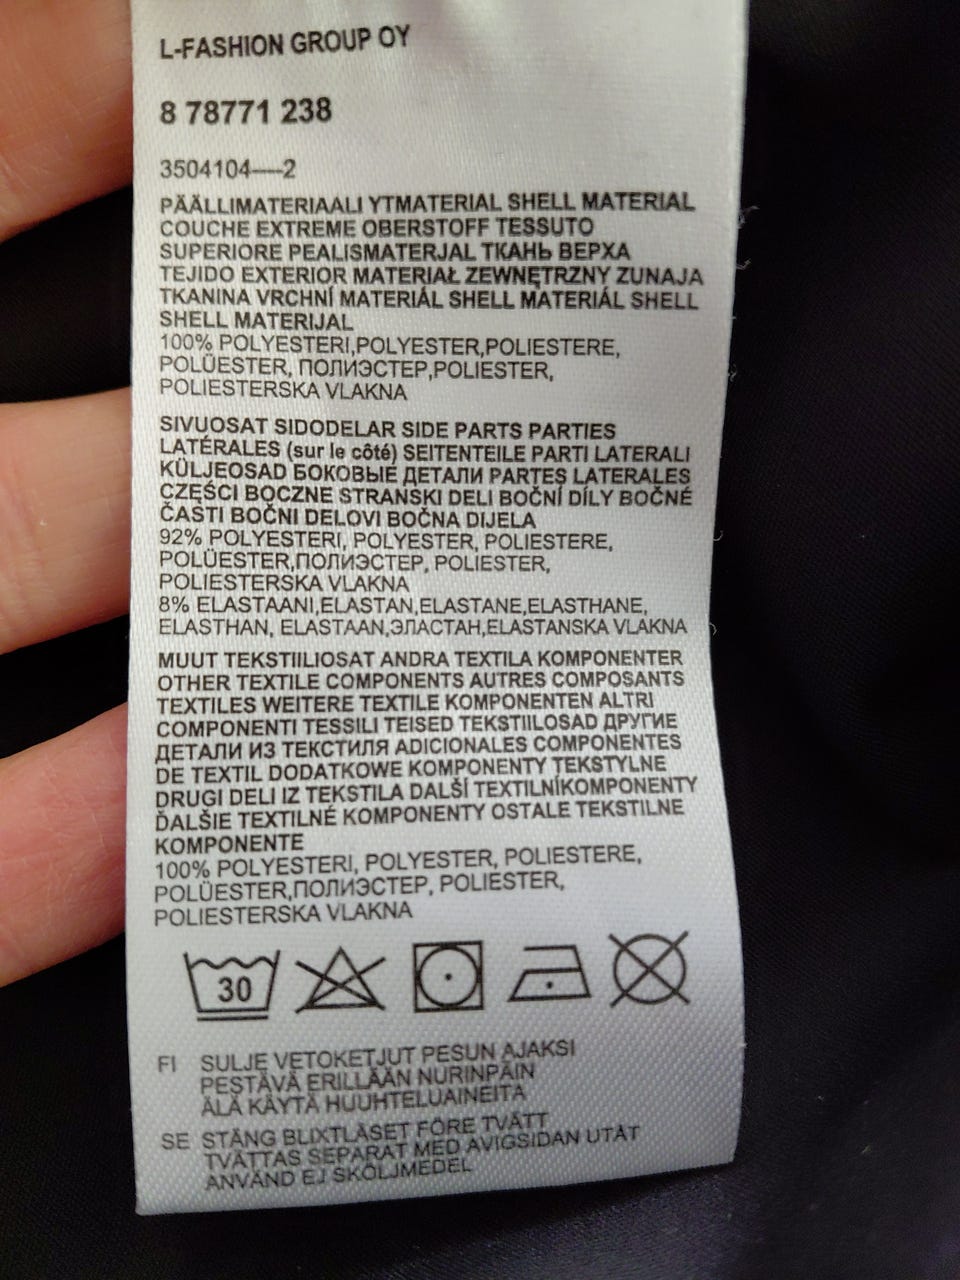 L-FASHION GROUP OY
8 78771 238
3504104----2
PÄÄLLIMATERIAALI YTMATERIAL SHELL MATERIAL
COUCHE EXTREME OBERSTOFF TESSUTO
SUPERIORE PEALISMATERJAL ТКАНЬ ВЕРХА
TEJIDO EXTERIOR MATERIAŁ ZEWNĘTRZNY ZUNAJA
TKANINA VRCHNÍ MATERIÁL SHELL MATERIÁL SHELL
SHELL MATERIJAL
100% POLYESTERI,POLYESTER,POLIESTERE,
POLÜESTER, ПОЛИЭСТЕР,POLIESTER,
POLIESTERSKA VLAKNA
SIVUOSAT SIDODELAR SIDE PARTS PARTIES
LATÉRALES (sur le côté) SEITENTEILE PARTI LATERALI
KÜLJEOSAD БОКОВЫЕ ДЕТАЛИ PARTES LATERALES
CZĘŚCI BOCZNE STRANSKI DELI BOČNÍ DÍLY BOČNÉ
ČASTI BOČNI DELOVI BOČNA DIJELA
92% POLYESTERI, POLYESTER, POLIESTERE,
POLÜESTER,ПОЛИЭСТЕР, POLIESTER,
POLIESTERSKA VLAKNA
8% ELASTAANI,ELASTAN,ELASTANE,ELASTHANE,
ELASTHAN, ELASTAAN,ЭЛАСТАН,ELASTANSKA VLAKNA
MUUT TEKSTIILIOSAT ANDRA TEXTILA KOMPONENTER
OTHER TEXTILE COMPONENTS AUTRES COMPOSANTS
TEXTILES WEITERE TEXTILE KOMPONENTEN ALTRI
COMPONENTI TESSILI TEISED TEKSTIILOSAD ДРУГИЕ
ДЕТАЛИ ИЗ ТЕКСТИЛЯ ADICIONALES COMPONENTES
DE TEXTIL DODATKOWE KOMPONENTY TEKSTYLNE
DRUGI DELI IZ TEKSTILA DALŠÍ TEXTILNÍKOMPONENTY
ĎALŠIE TEXTILNÉ KOMPONENTY OSTALE TEKSTILNE
KOMPONENTE
100% POLYESTERI, POLYESTER, POLIESTERE,
POLÜESTER,ПОЛИЭСТЕР, POLIESTER,
POLIESTERSKA VLAKNA
30
FI SULJE VETOKETJUT PESUN AJAKSI
PESTÄVÄ ERILLÄÄN NURINPÄIN
ÄLÄ KÄYTÄ HUUHTELUAINEITA
SE STÄNG BLIXTLÄSET FÖRE TVÄTT
TVÄTTAS SEPARAT MED AVIGSIDAN UTÅT
ANVÄND EJ SKÖLJMEDEL